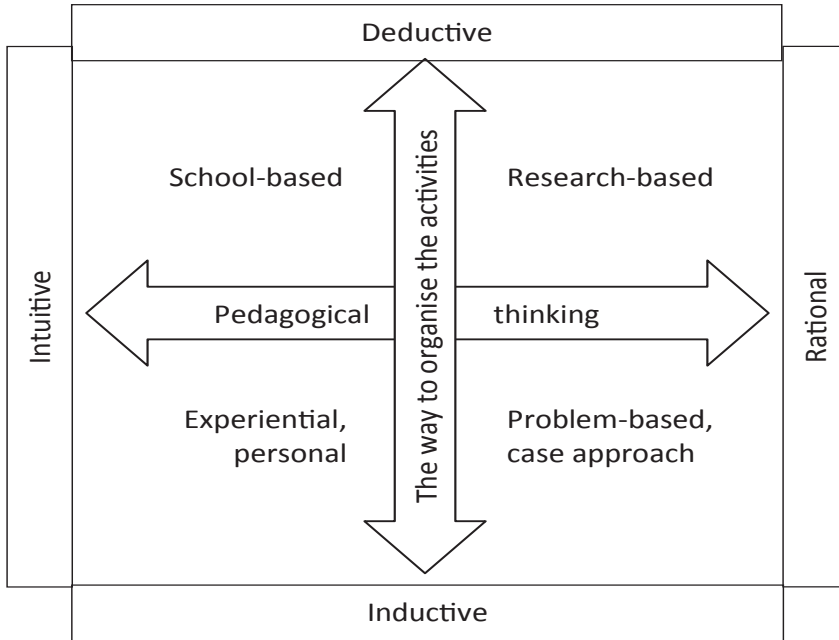 Deductive
School-based
Research-based
Intuitive
The way to organise the activities
Rational
Pedagogical thinking
Experiential,
personal
Problem-based,
case approach
Inductive